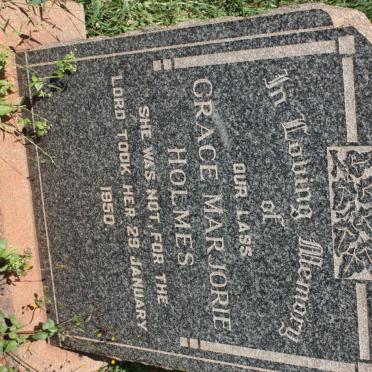 In Loving Memory
of
OUR LASS
GRACE MARJORIE
HOLMES
SHE WAS NOT, FOR THE
LORD TOOK HER 29 JANUARY
1950